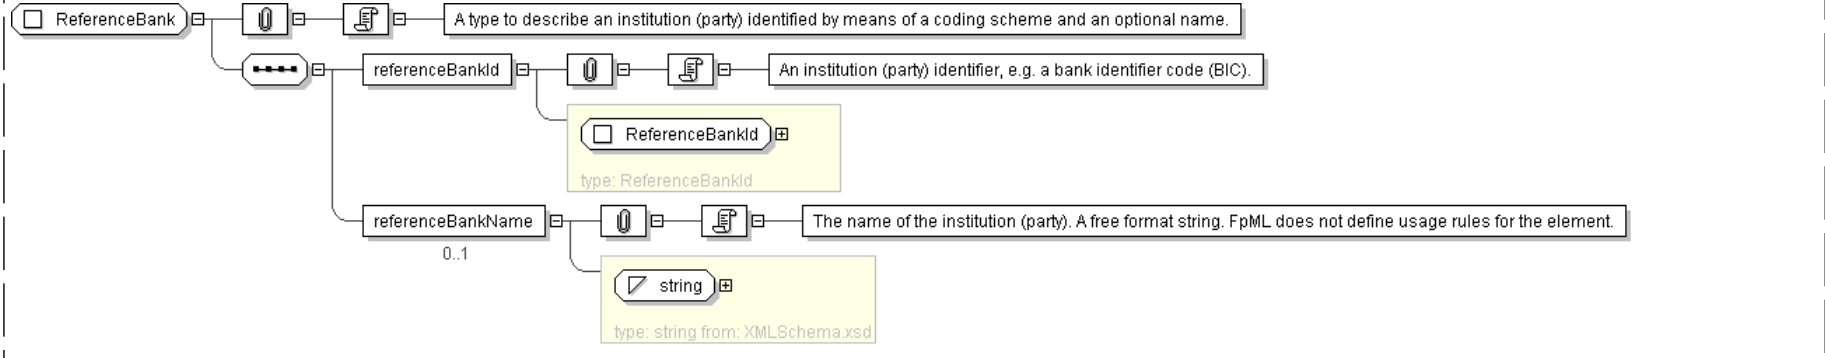 ReferenceBank
A type to describe an institution (party) identified by means of a coding scheme and an optional name.
referenceBankId
An institution (party) identifier, e.g. a bank identifier code (BIC).
ReferenceBankId
type: ReferenceBankId
referenceBankName
The name of the institution (party). A free format string. FpML does not define usage rules for the element.
0..1
string
type: string from: XMLSchema.xsd